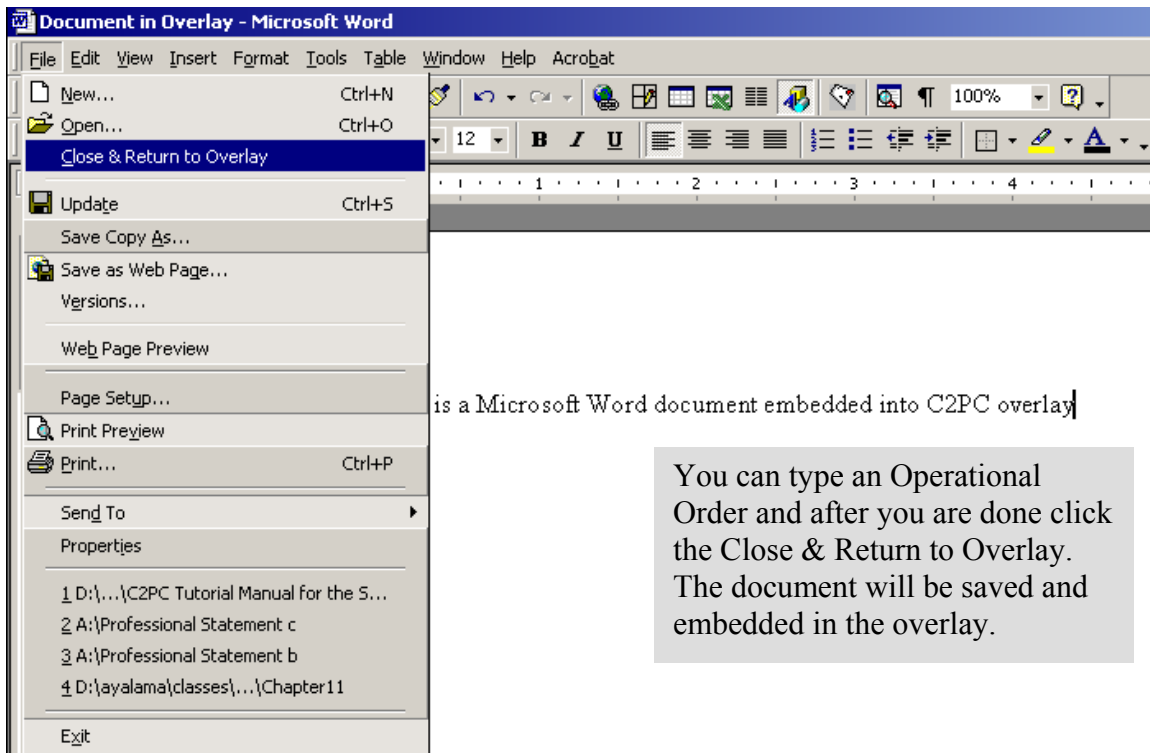 Document in Overlay - Microsoft Word
File Edit View Insert Format Tools Table Window Help Acrobat
New... Ctrl+N
100%
Open... Ctrl+O
12 B I U A
Close & Return to Overlay
1 2 3 4
Update Ctrl+S
Save Copy As...
Save as Web Page...
Versions...
Web Page Preview
Page Setup...
is a Microsoft Word document embedded into C2PC overlay
Print Preview
Print... Ctrl+P
Send To
Properties
1 D:\...\C2PC Tutorial Manual for the S...
2 A:\Professional Statement c
3 A:\Professional Statement b
4 D:\ayalama\classes\...\Chapter11
Exit
You can type an Operational
Order and after you are done click
the Close & Return to Overlay.
The document will be saved and
embedded in the overlay.